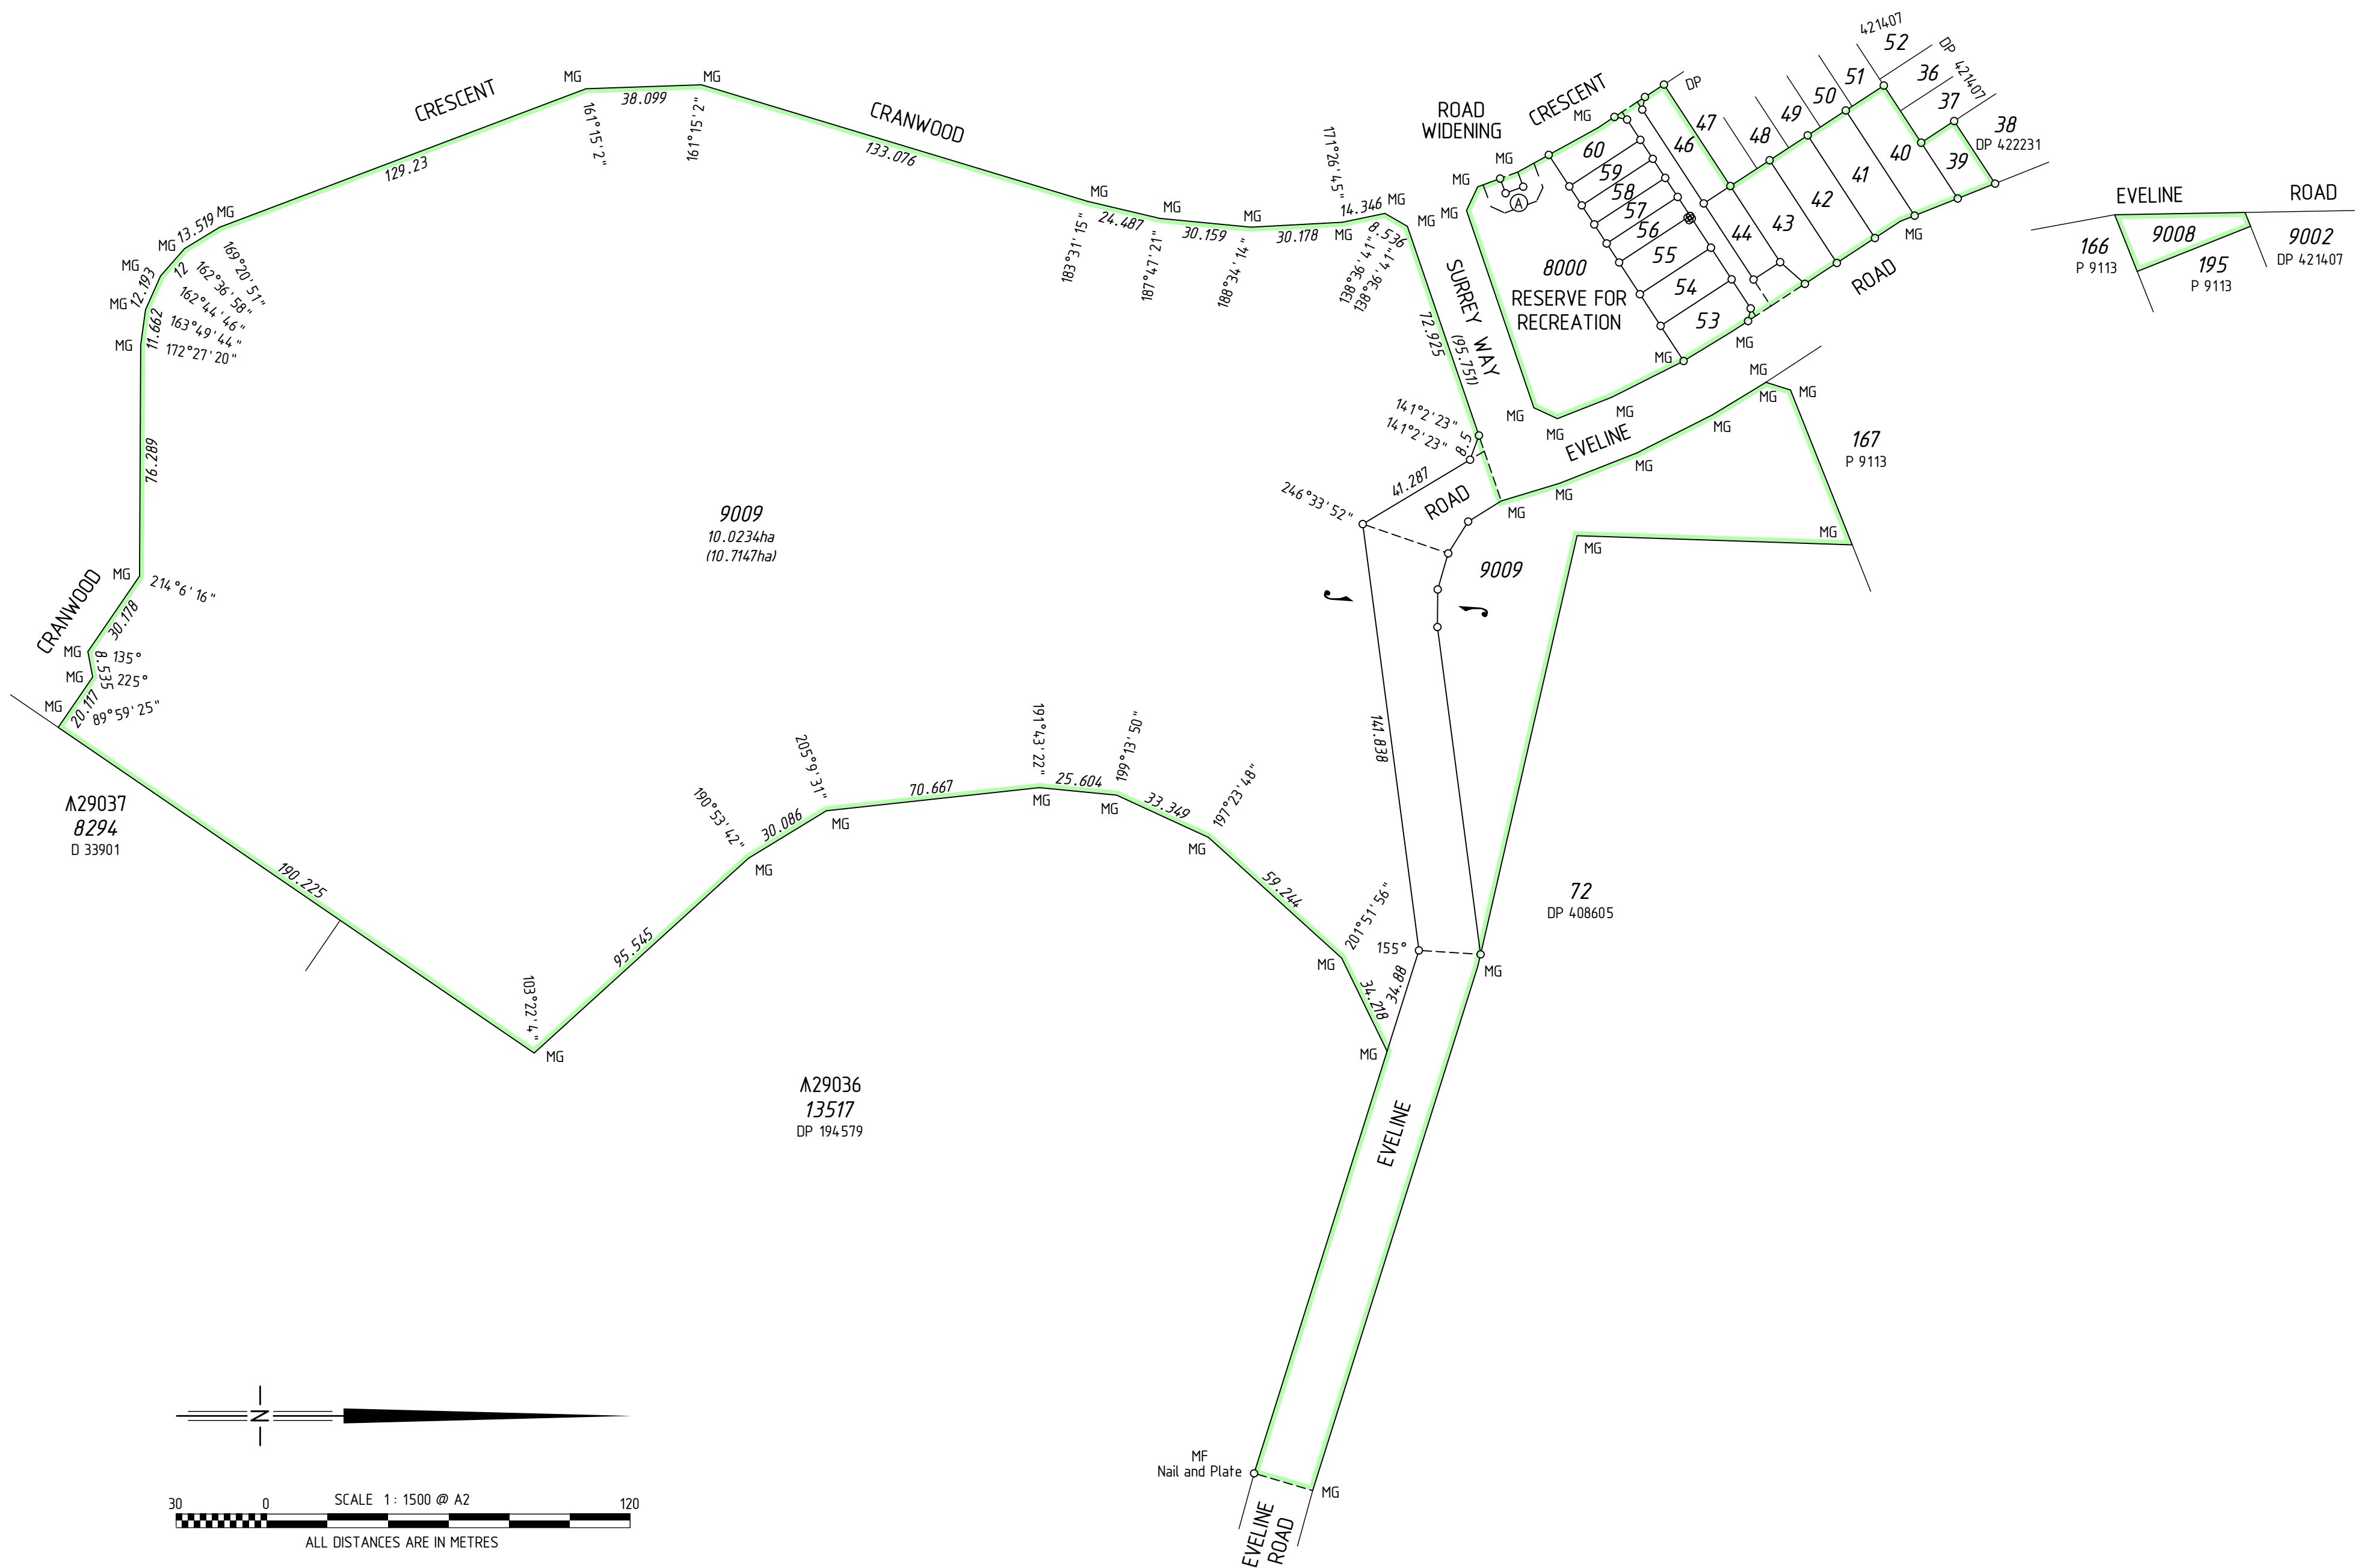 421407
52
DP
421407
51
36
50
37
49
38
DP 422231
48
40
39
47
46
41
42
43
44
DP
MG
MG
38.099
161°15'2"
161°15'2"
CRESCENT
129.23
CRANWOOD
133.076
171°26'45"
ROAD
WIDENING
CRESCENT
MG
MG
MG
MG
A
60
59
58
57
56
55
54
53
8000
RESERVE FOR
RECREATION
MG
13.519
MG
12
MG
12.193
MG
11.662
MG
169°20'51"
162°36'58"
162°44'46"
163°49'44"
172°27'20"
MG
24.487
MG
30.159
MG
30.178
MG
14.346
MG
8.536
MG
183°31'15"
187°47'21"
188°34'14"
138°36'41"
138°36'41"
SURREY WAY
(95.751)
72.925
MG
ROAD
MG
MG
EVELINE
ROAD
166
P 9113
9008
195
P 9113
9002
DP 421407
76.289
MG
MG
MG
MG
EVELINE
MG
MG
MG
MG
MG
MG
167
P 9113
141°2'23"
141°2'23"
8.5
41.287
246°33'52"
ROAD
MG
MG
MG
9009
10.0234ha
(10.7147ha)
9009
CRANWOOD
MG
214°6'16"
30.178
MG
135°
8.535
MG
225°
MG
20.117
89°59'25"
Ʌ29037
8294
D 33901
190.225
103°22'4"
MG
95.545
190°53'42"
MG
30.086
205°9'31"
MG
70.667
191°43'22"
MG
25.604
199°13'50"
MG
33.349
197°23'48"
MG
59.244
201°51'56"
MG
34.218
MG
141.838
155°
34.88
MG
72
DP 408605
Ʌ29036
13517
DP 194579
EVELINE
N
SCALE 1 : 1500 @ A2
30
0
120
ALL DISTANCES ARE IN METRES
MF
Nail and Plate
MG
EVELINE
ROAD